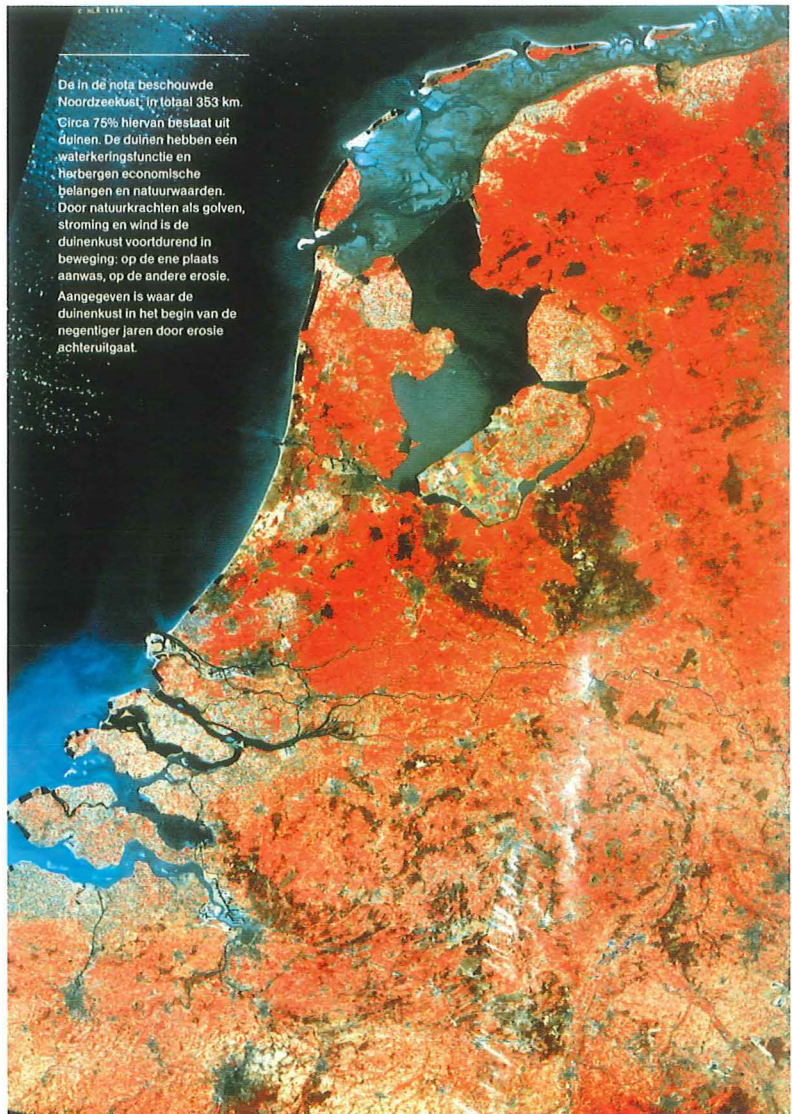 C NLR 1984
De in de nota beschouwde
Noordzeekust, in totaal 353 km.
Circa 75% hiervan bestaat uit
duinen. De duinen hebben een
waterkeringsfunctie en
herbergen economische
belangen en natuurwaarden.
Door natuurkrachten als golven,
stroming en wind is de
duinenkust voortdurend in
beweging: op de ene plaats
aanwas, op de andere erosie.
Aangegeven is waar de
duinenkust in het begin van de
negentiger jaren door erosie
achteruitgaat.